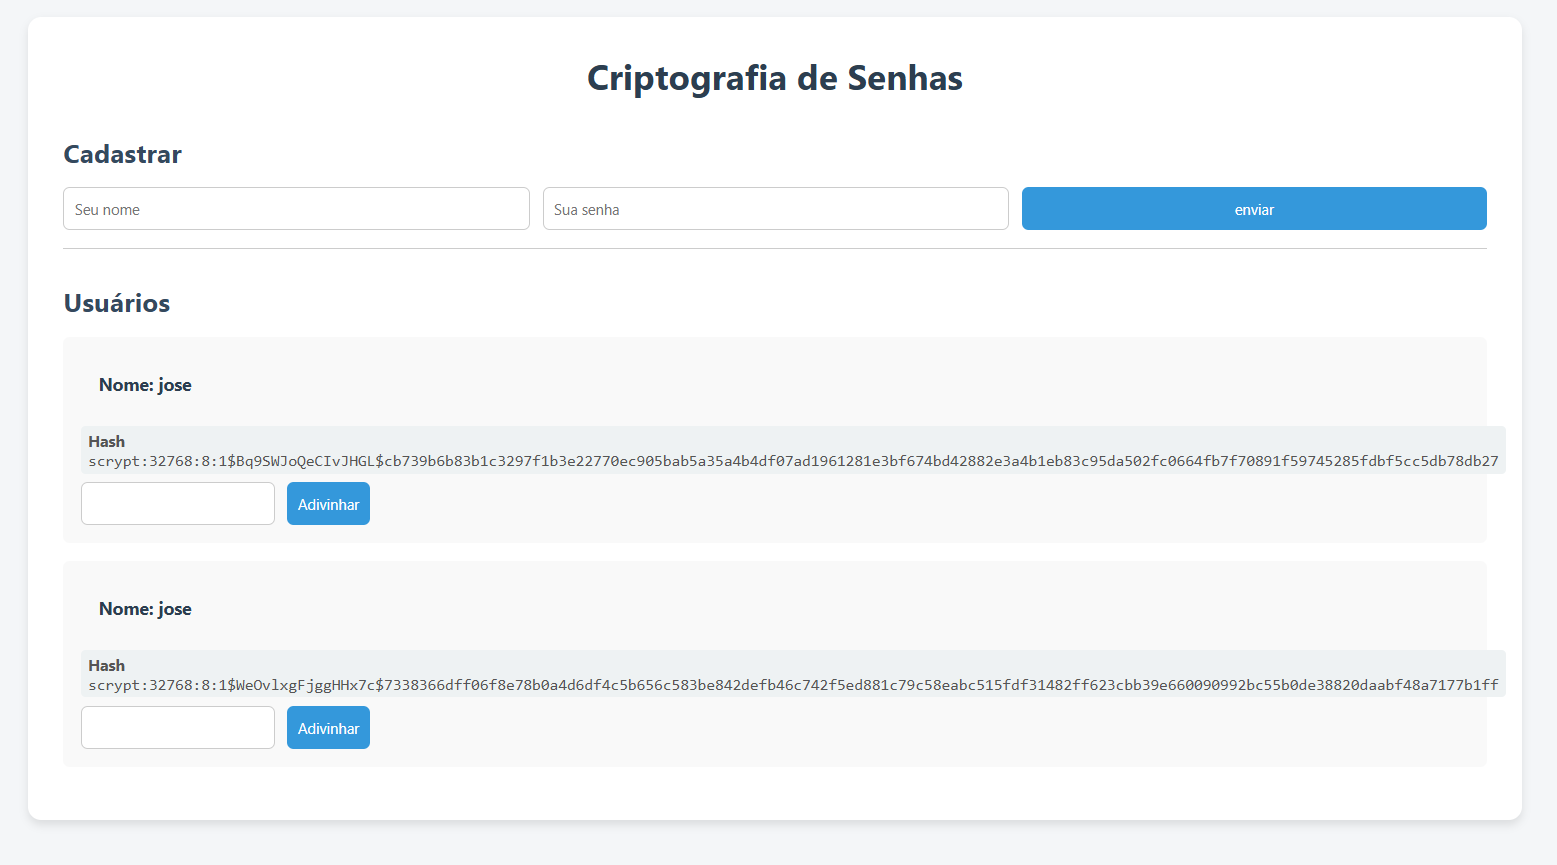 Criptografia de Senhas
Cadastrar
Seu nome
Sua senha
enviar
Usuários
Nome: jose
Hash
scrypt:32768:8:1$Bq9SWJoQeCIvJHGL$cb739b6b83b1c3297f1b3e22770ec905bab5a35a4b4df07ad1961281e3bf674bd42882e3a4b1eb83c95da502fc0664fb7f70891f59745285fdbf5cc5db78db27
Adivinhar
Nome: jose
Hash
scrypt:32768:8:1$WeOvlxgFjggHHx7c$7338366dff06f8e78b0a4d6df4c5b656c583be842defb46c742f5ed881c79c58eabc515fdf31482ff623cbb39e660090992bc55b0de38820daabf48a7177b1ff
Adivinhar